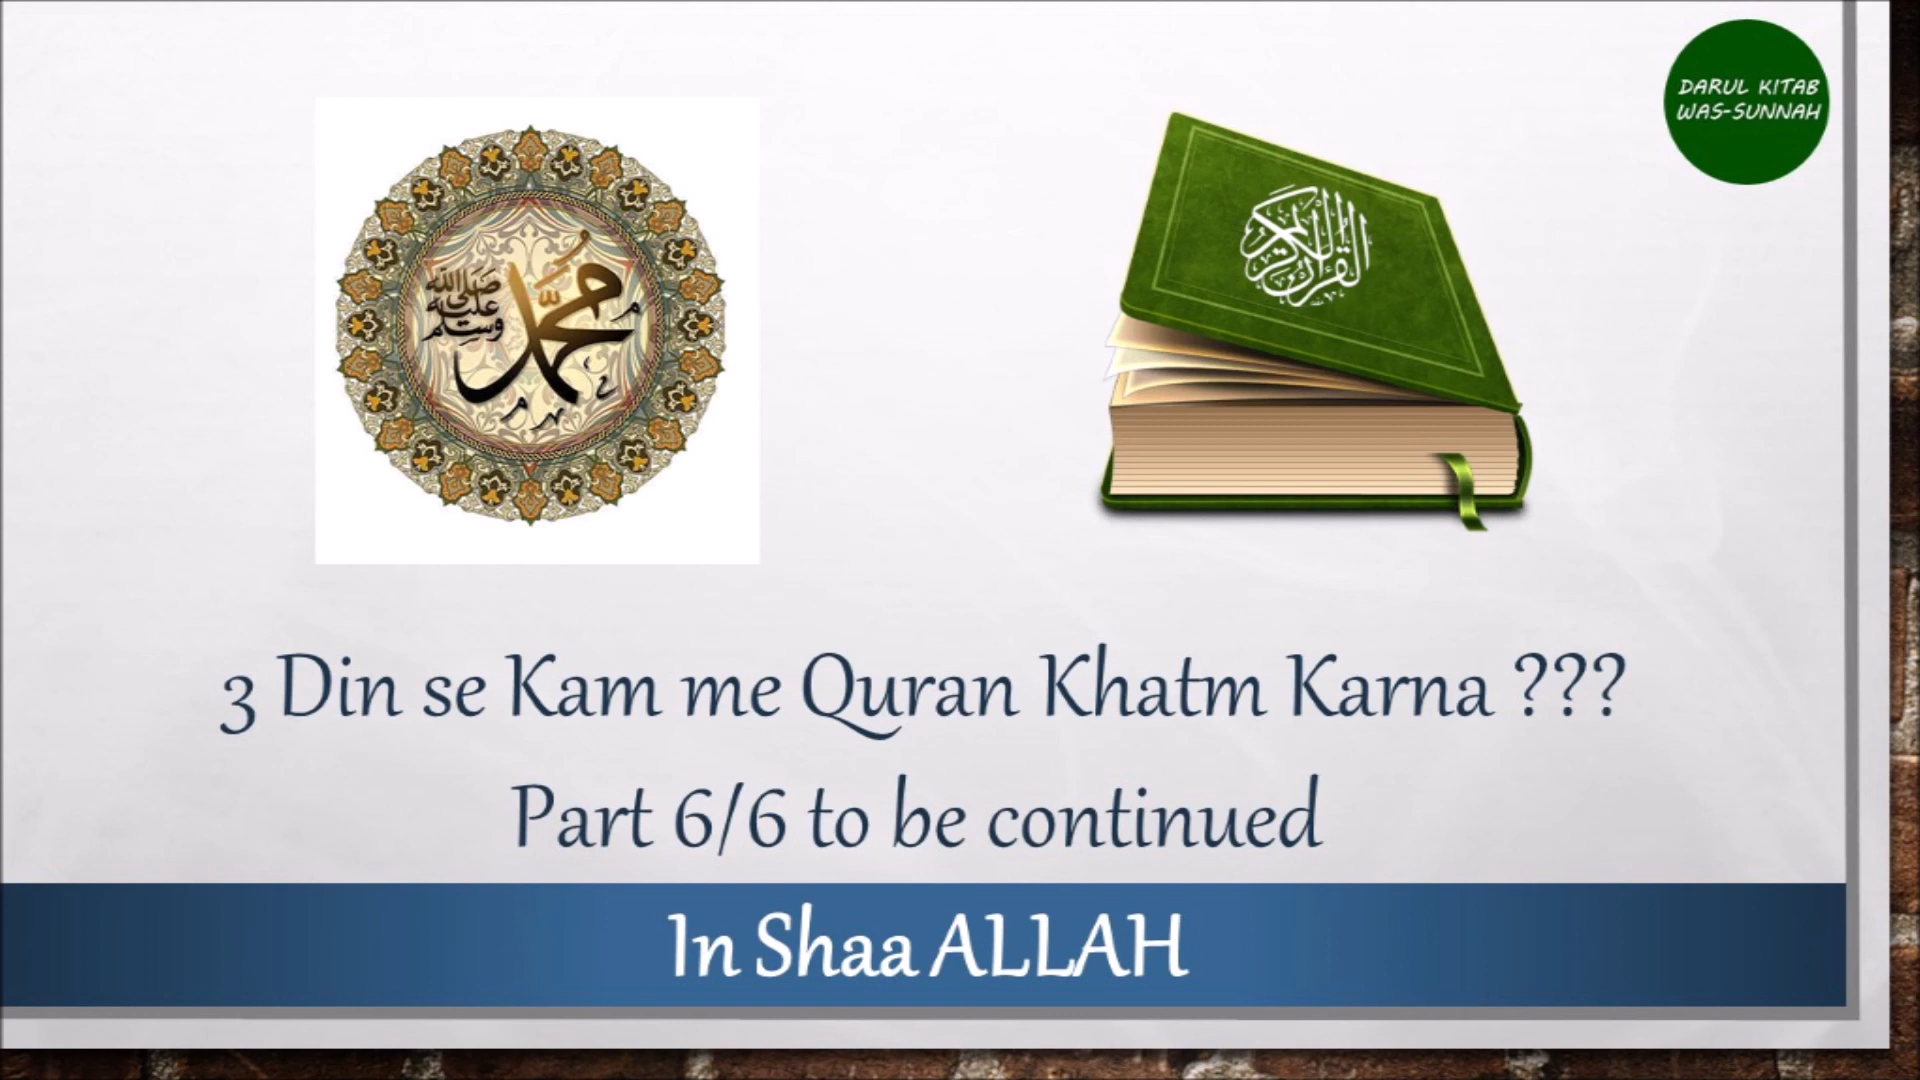 DARUL KITAB
WAS-SUNNAH
محمد
صلى الله
عليه
وسلم
القرآن الكريم
3 Din se Kam me Quran Khatm Karna ???
Part 6/6 to be continued
In Shaa ALLAH